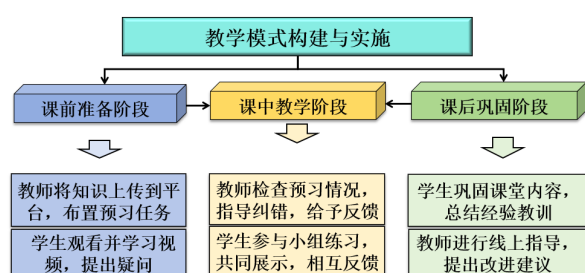 教学模式构建与实施
课前准备阶段
课中教学阶段
课后巩固阶段
教师将知识上传到平
台，布置预习任务
学生观看并学习视
频，提出疑问
教师检查预习情况，
指导纠错，给予反馈
学生参与小组练习，
共同展示，相互反馈
学生巩固课堂内容，
总结经验教训
教师进行线上指导，
提出改进建议